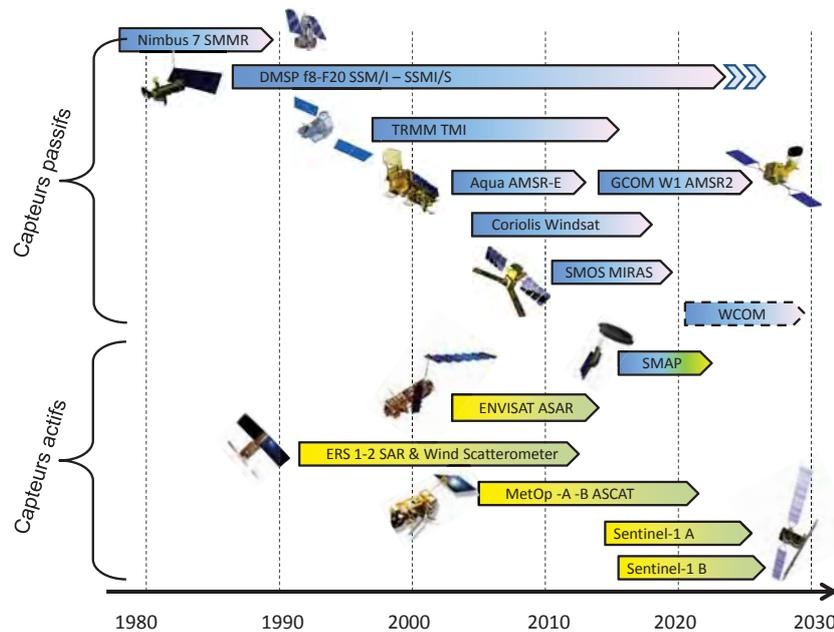 Nimbus 7 SMMR
DMSP f8-F20 SSM/I – SSMI/S
TRMM TMI
Aqua AMSR-E
GCOM W1 AMSR2
Coriolis Windsat
SMOS MIRAS
WCOM
Capteurs passifs
SMAP
ENVISAT ASAR
ERS 1-2 SAR & Wind Scatterometer
MetOp -A -B ASCAT
Sentinel-1 A
Sentinel-1 B
Capteurs actifs
1980 1990 2000 2010 2020 2030